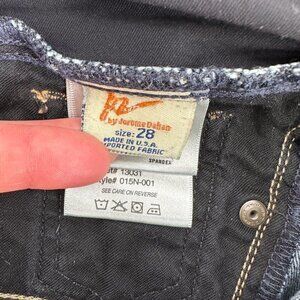 by Jerome Dahan
size: 28
MADE IN U.S.A.
IMPORTED FABRIC
SPANDEX
13031
style# 015N-001
SEE CARE ON REVERSE